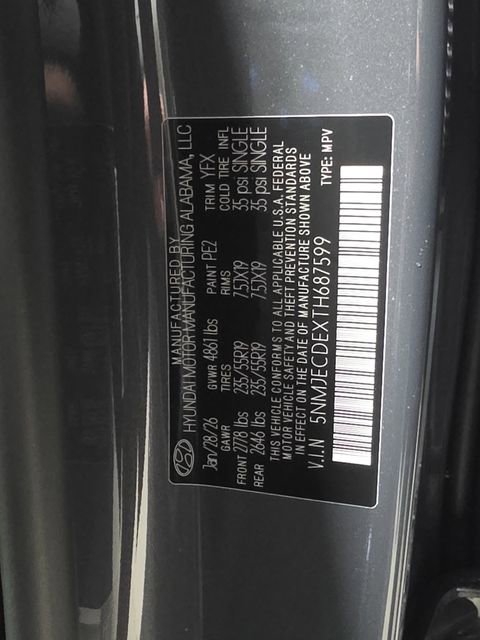 MANUFACTURED BY
HYUNDAI MOTOR MANUFACTURING ALABAMA, LLC
Jan/28/26 GVWR 4861 lbs PAINT PE2 TRIM YFX
GAWR TIRES RIMS COLD TIRE INFL
FRONT 2778 lbs 235/55R19 7.5JX19 35 psi SINGLE
REAR 2646 lbs 235/55R19 7.5JX19 35 psi SINGLE
THIS VEHICLE CONFORMS TO ALL APPLICABLE U.S.A. FEDERAL
MOTOR VEHICLE SAFETY AND THEFT PREVENTION STANDARDS
IN EFFECT ON THE DATE OF MANUFACTURE SHOWN ABOVE
V.I.N 5NMJECDEXTH687599 TYPE: MPV